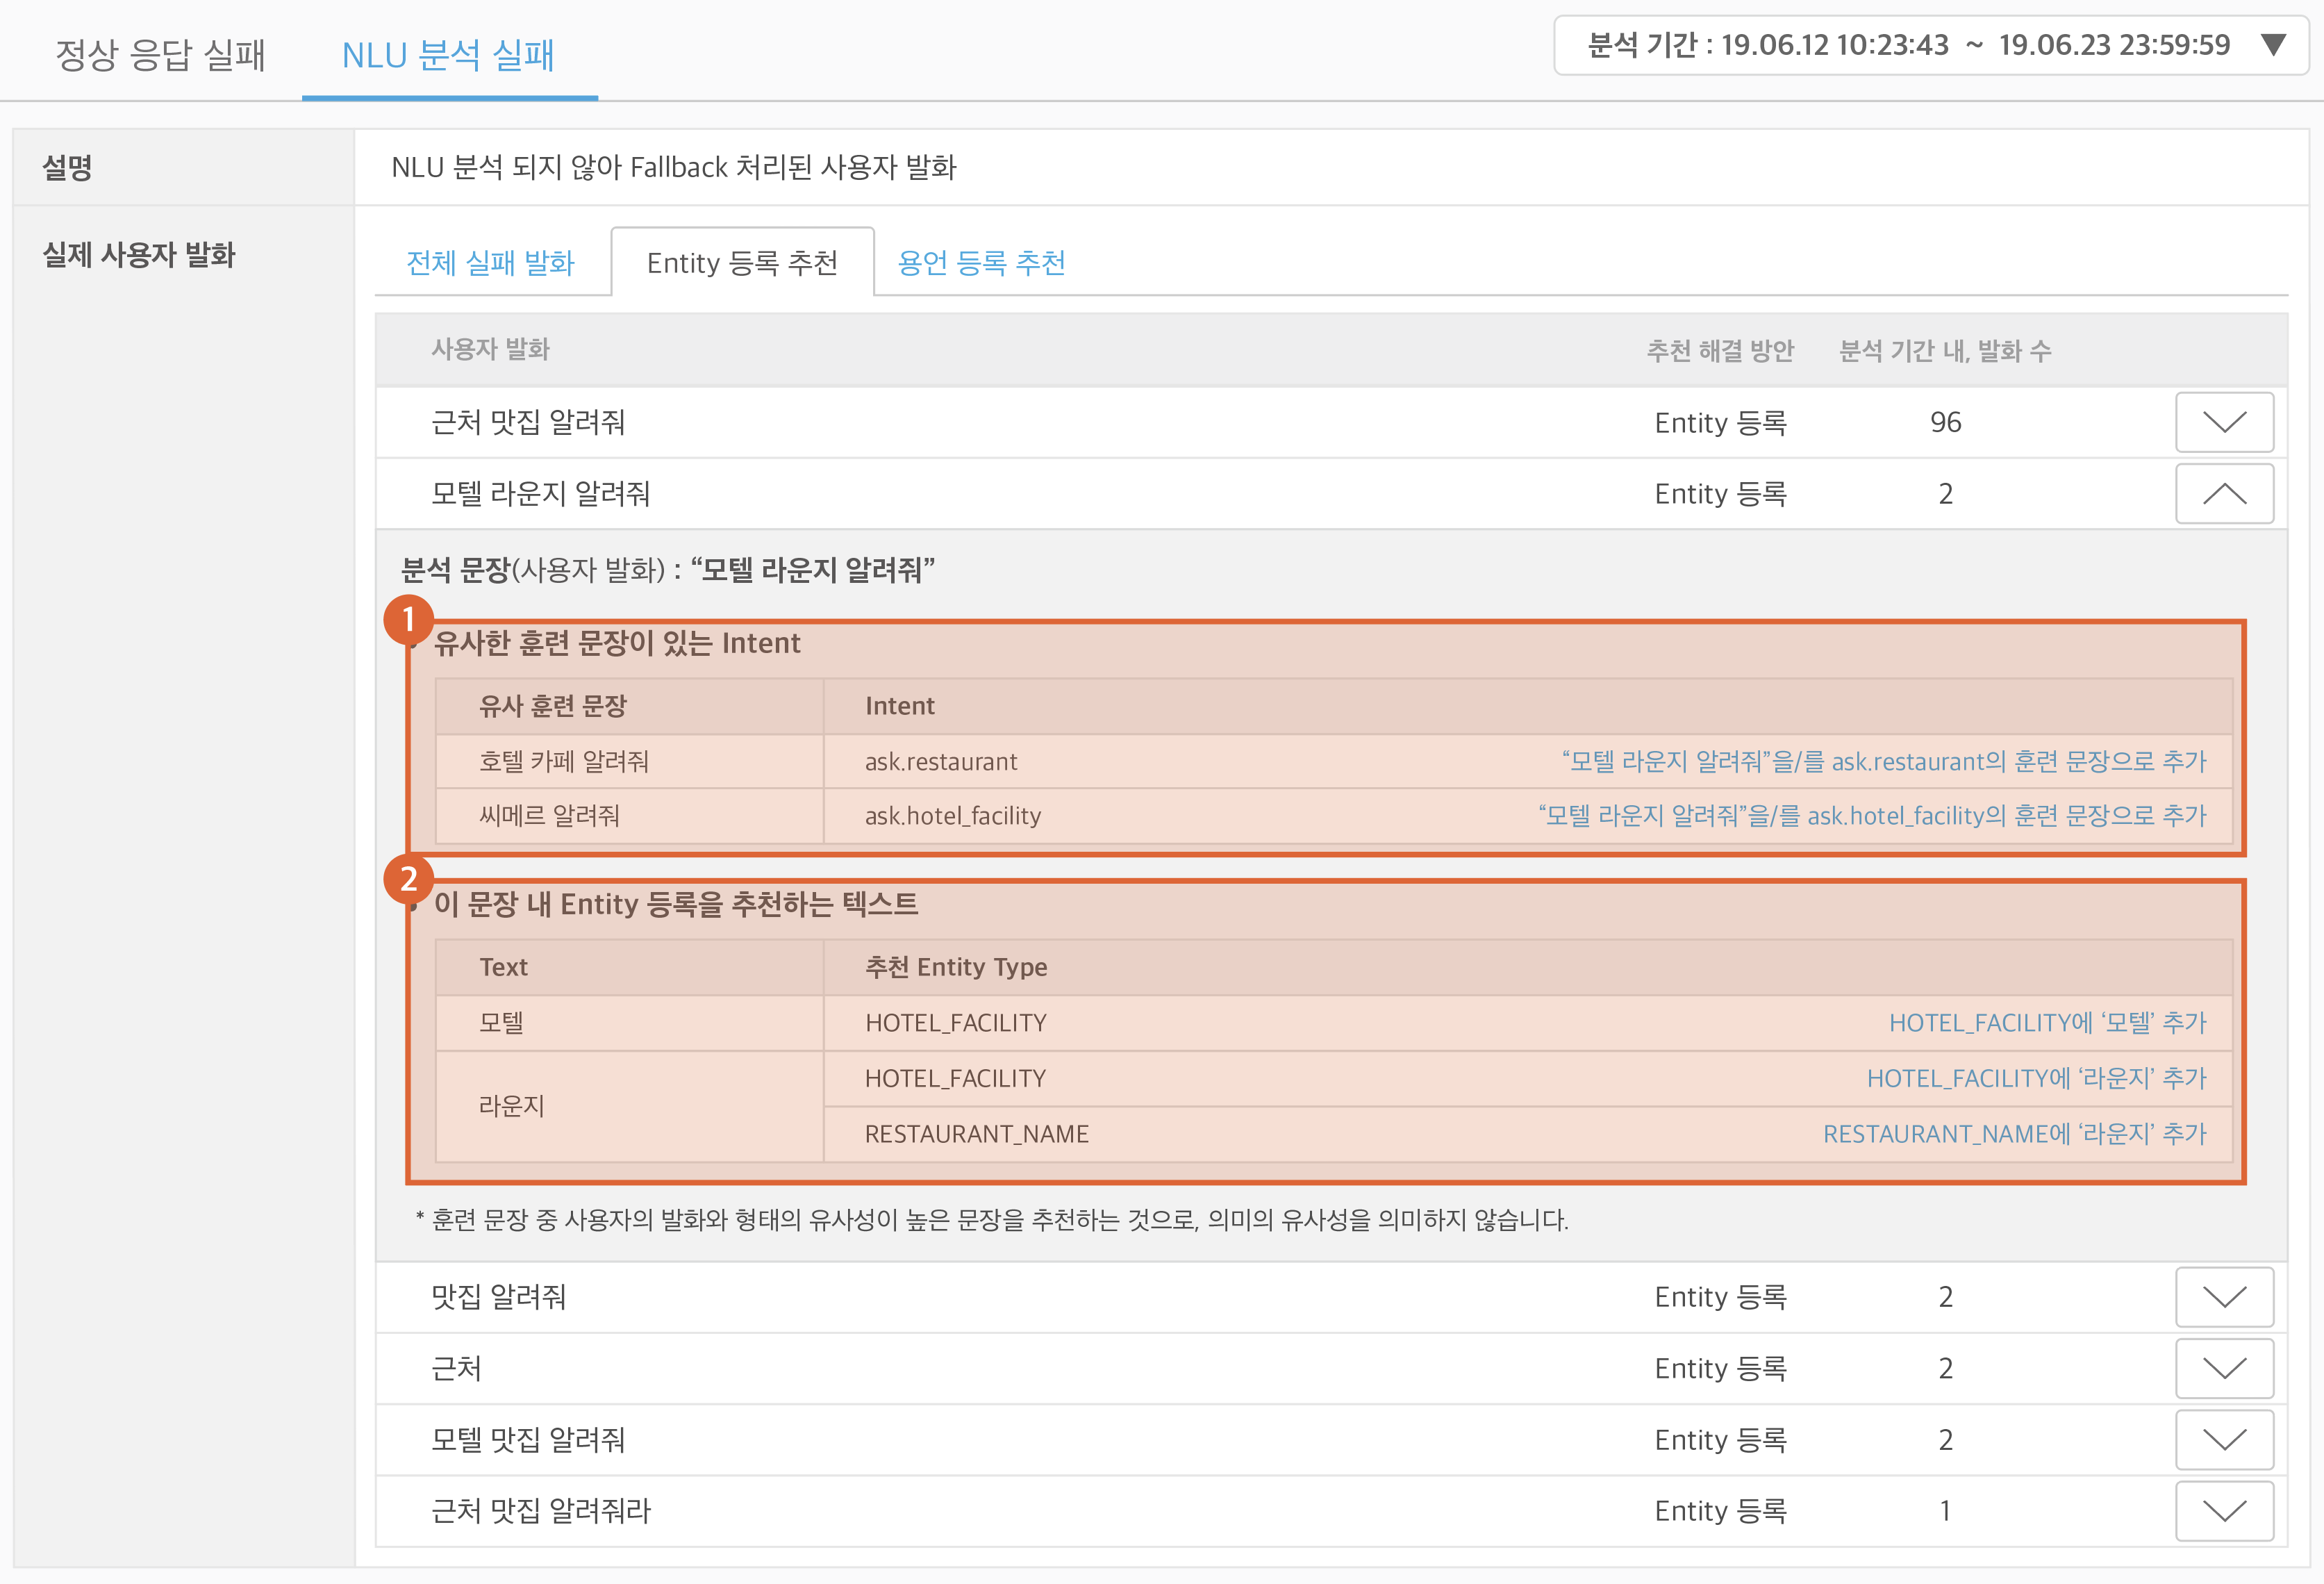 정상 응답 실패
NLU 분석 실패
분석 기간 : 19.06.12 10:23:43 ~ 19.06.23 23:59:59 ▼
설명
NLU 분석 되지 않아 Fallback 처리된 사용자 발화
실제 사용자 발화
전체 실패 발화
Entity 등록 추천
용언 등록 추천
사용자 발화 추천 해결 방안 분석 기간 내, 발화 수
근처 맛집 알려줘 Entity 등록 96
모텔 라운지 알려줘 Entity 등록 2
분석 문장(사용자 발화) : “모텔 라운지 알려줘”
1
• 유사한 훈련 문장이 있는 Intent
유사 훈련 문장 Intent
호텔 카페 알려줘 ask.restaurant “모텔 라운지 알려줘”을/를 ask.restaurant의 훈련 문장으로 추가
씨메르 알려줘 ask.hotel_facility “모텔 라운지 알려줘”을/를 ask.hotel_facility의 훈련 문장으로 추가
2
• 이 문장 내 Entity 등록을 추천하는 텍스트
Text 추천 Entity Type
모텔 HOTEL_FACILITY HOTEL_FACILITY에 ‘모텔’ 추가
라운지 HOTEL_FACILITY HOTEL_FACILITY에 ‘라운지’ 추가
RESTAURANT_NAME RESTAURANT_NAME에 ‘라운지’ 추가
* 훈련 문장 중 사용자의 발화와 형태의 유사성이 높은 문장을 추천하는 것으로, 의미의 유사성을 의미하지 않습니다.
맛집 알려줘 Entity 등록 2
근처 Entity 등록 2
모텔 맛집 알려줘 Entity 등록 2
근처 맛집 알려줘라 Entity 등록 1